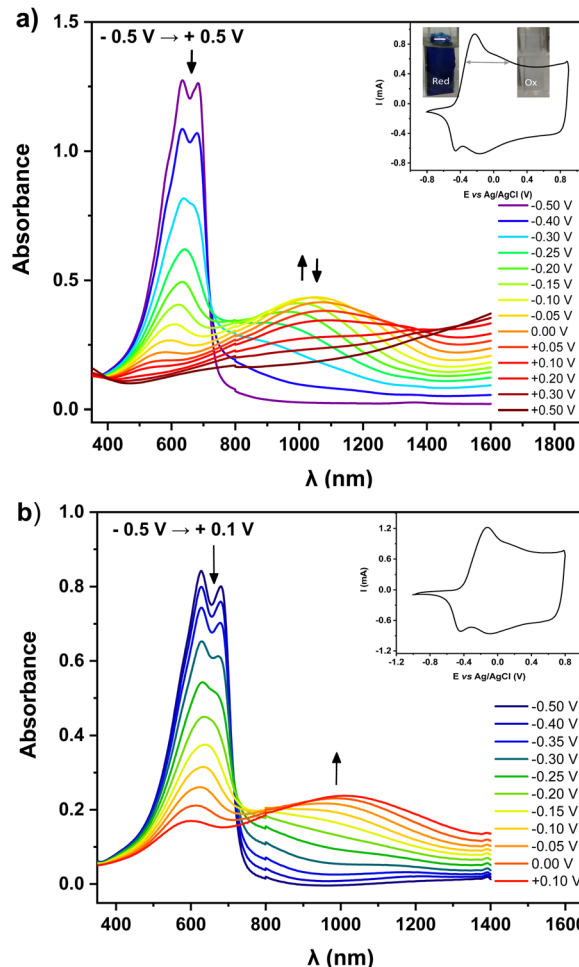 a)
- 0.5 V → + 0.5 V
Absorbance
1.5
1.0
0.5
0.0
400 600 800 1000 1200 1400 1600
λ (nm)
I (mA)
0.8
0.4
0.0
-0.4
-0.8
-0.8 -0.4 0.0 0.4 0.8
E vs Ag/AgCl (V)
Red
Ox
-0.50 V
-0.40 V
-0.30 V
-0.25 V
-0.20 V
-0.15 V
-0.10 V
-0.05 V
0.00 V
+0.05 V
+0.10 V
+0.20 V
+0.30 V
+0.50 V
b)
- 0.5 V → + 0.1 V
Absorbance
1.0
0.8
0.6
0.4
0.2
0.0
400 600 800 1000 1200 1400 1600
λ (nm)
I (mA)
1.2
0.6
0.0
-0.6
-1.2
-1.2 -0.8 -0.4 0.0 0.4 0.8
E vs Ag/AgCl (V)
-0.50 V
-0.40 V
-0.35 V
-0.30 V
-0.25 V
-0.20 V
-0.15 V
-0.10 V
-0.05 V
0.00 V
+0.10 V